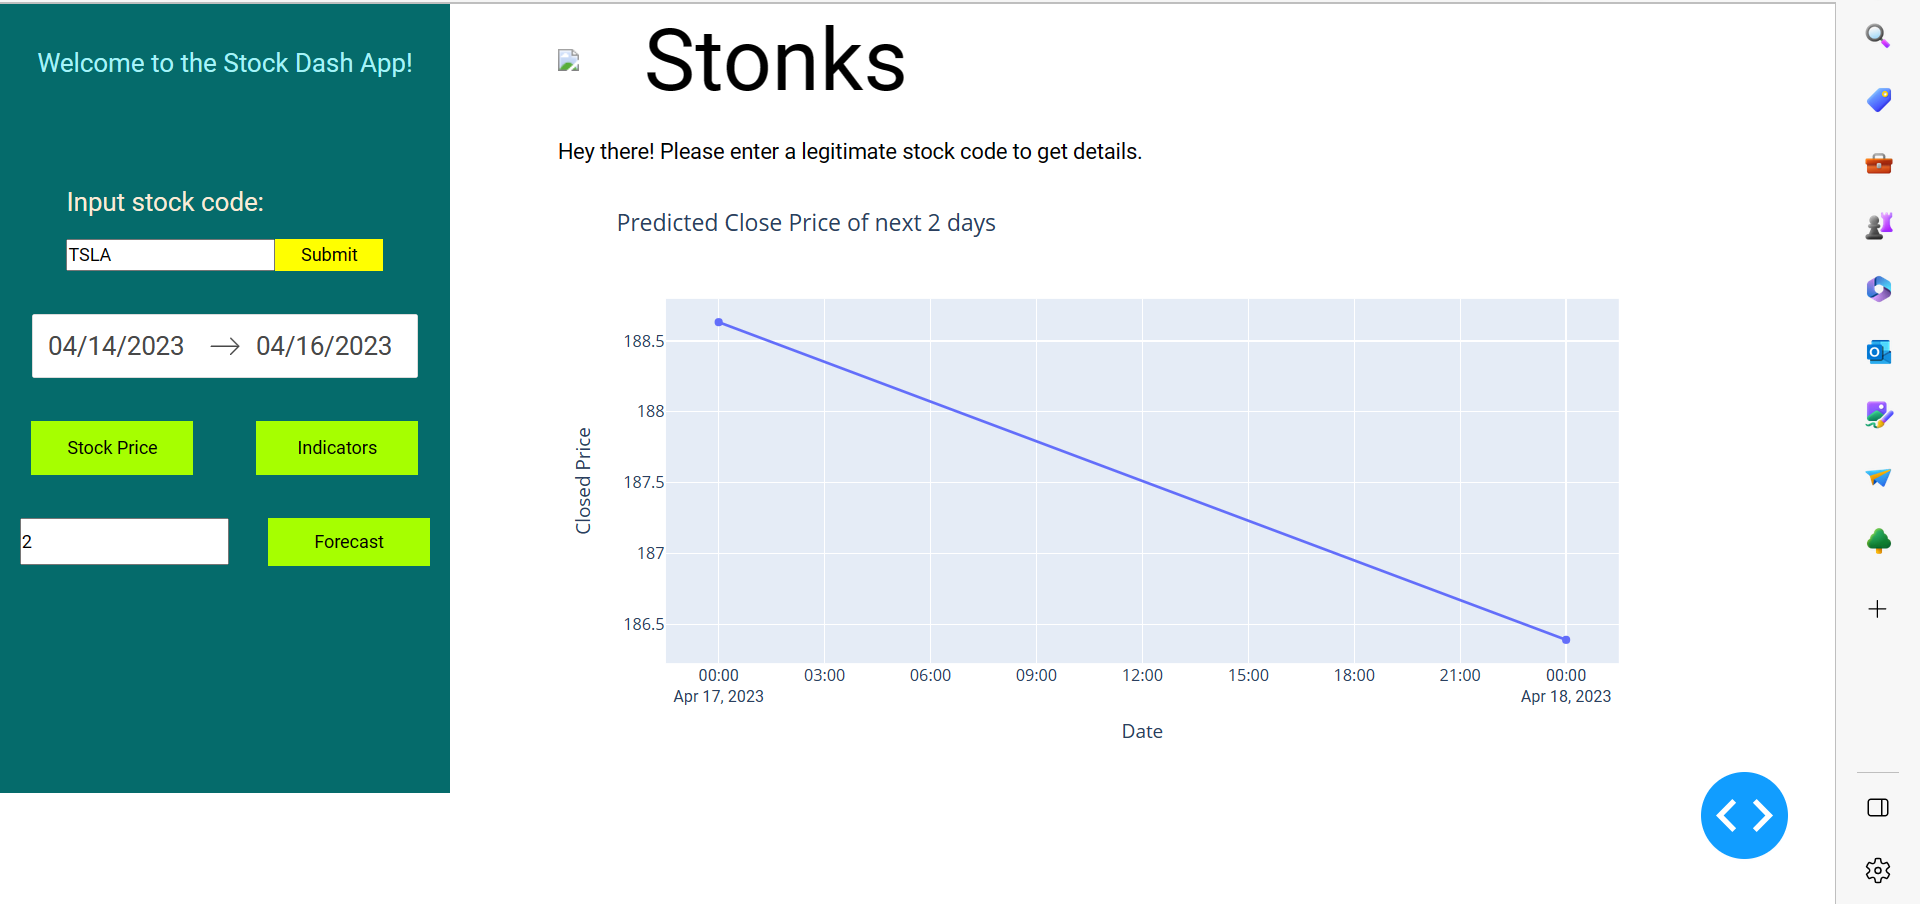 Welcome to the Stock Dash App!
Input stock code:
TSLA
Submit
04/14/2023 → 04/16/2023
Stock Price
Indicators
2
Forecast
Stonks
Hey there! Please enter a legitimate stock code to get details.
Predicted Close Price of next 2 days
Closed Price
188.5
188
187.5
187
186.5
00:00 03:00 06:00 09:00 12:00 15:00 18:00 21:00 00:00
Apr 17, 2023 Apr 18, 2023
Date